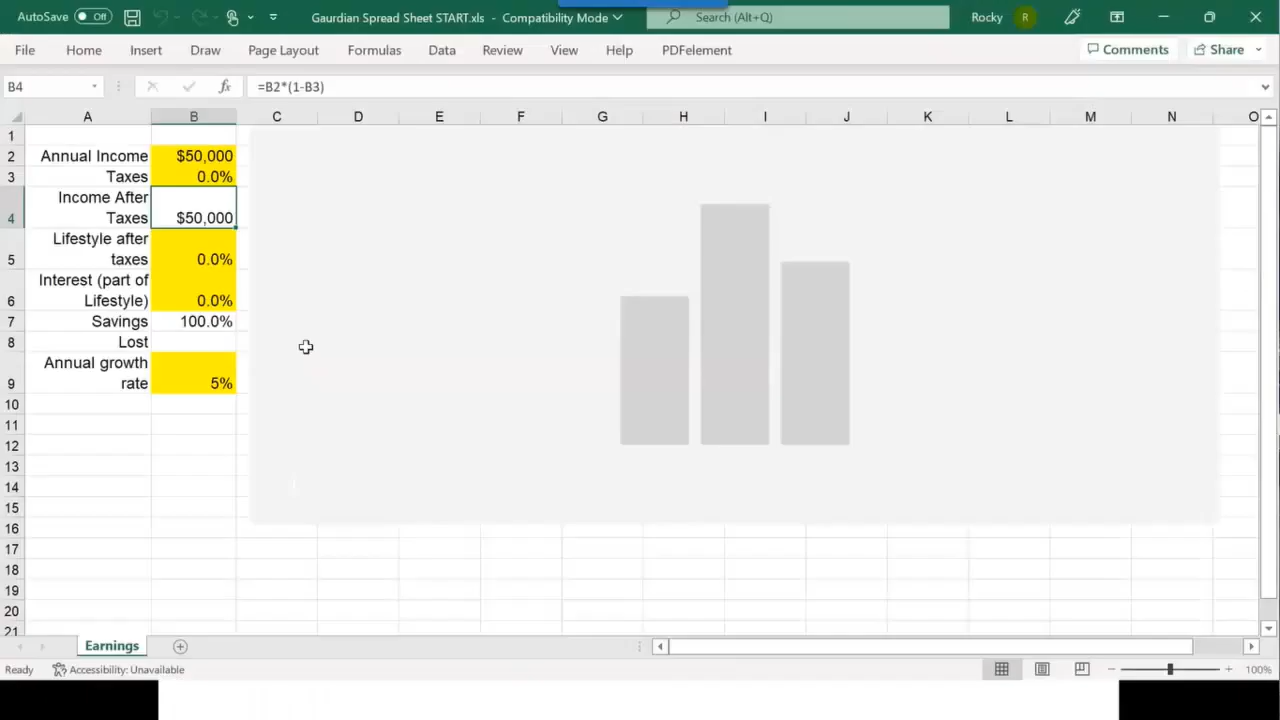 AutoSave Off Gaurdian Spread Sheet START.xls - Compatibility Mode Search (Alt+Q) Rocky R
File Home Insert Draw Page Layout Formulas Data Review View Help PDFelement Comments Share
B4 fx =B2*(1-B3)
A B C D E F G H I J K L M N O
1
2 Annual Income $50,000
3 Taxes 0.0%
Income After
4 Taxes $50,000
Lifestyle after
5 taxes 0.0%
Interest (part of
6 Lifestyle) 0.0%
7 Savings 100.0%
8 Lost
Annual growth
9 rate 5%
10
11
12
13
14
15
16
17
18
19
20
21
Earnings
Ready Accessibility: Unavailable 100%